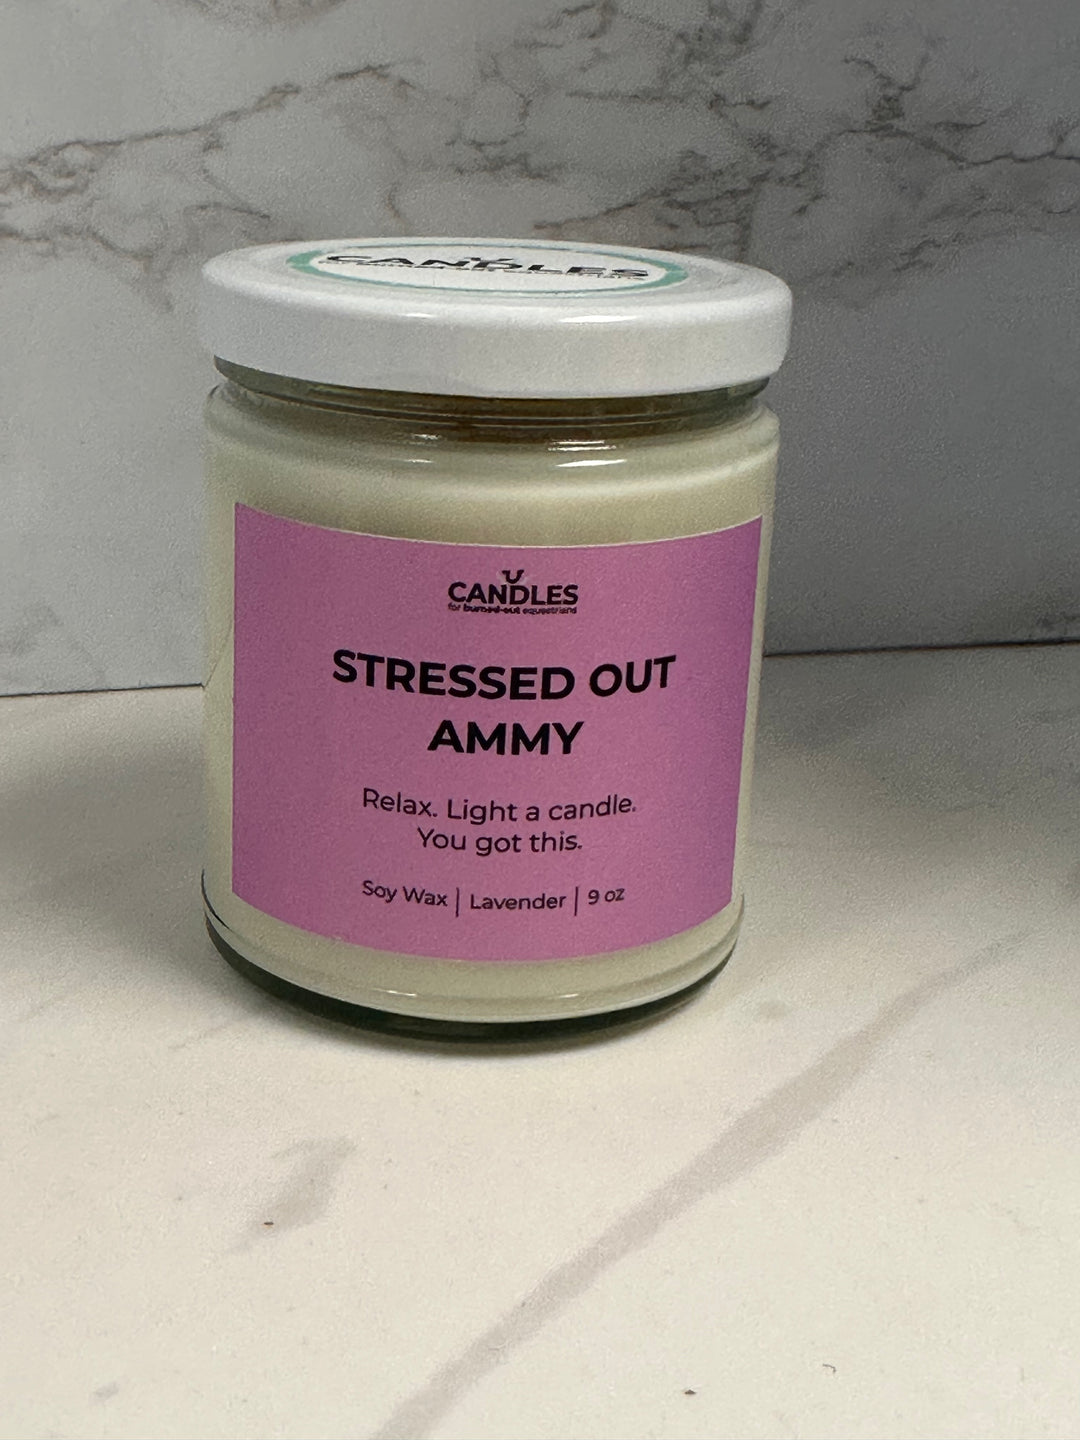 CANDLES
CANDLES
for burned-out equestrians
STRESSED OUT
AMMY
Relax. Light a candle.
You got this.
Soy Wax | Lavender | 9 oz